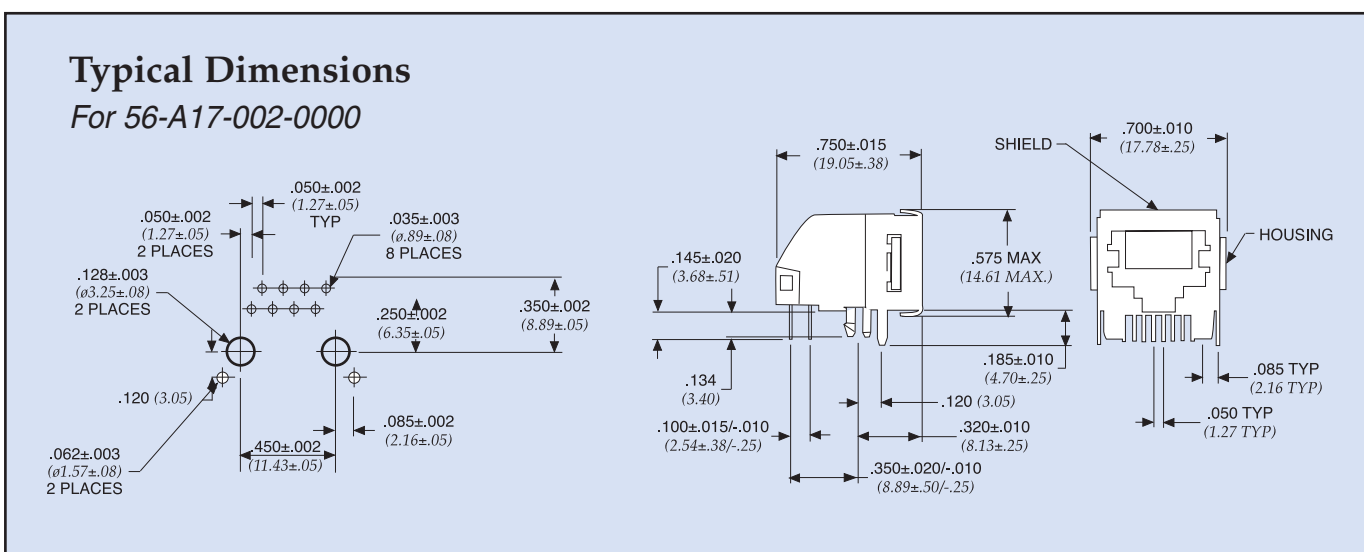 Typical Dimensions
For 56-A17-002-0000
.050±.002
(1.27±.05)
TYP
.050±.002
(1.27±.05)
2 PLACES
.035±.003
(ø.89±.08)
8 PLACES
.128±.003
(ø3.25±.08)
2 PLACES
.250±.002
(6.35±.05)
.350±.002
(8.89±.05)
.120 (3.05)
.085±.002
(2.16±.05)
.062±.003
(ø1.57±.08)
2 PLACES
.450±.002
(11.43±.05)
.750±.015
(19.05±.38)
.145±.020
(3.68±.51)
.575 MAX
(14.61 MAX.)
.134
(3.40)
.185±.010
(4.70±.25)
.120 (3.05)
.100±.015/-.010
(2.54±.38/-.25)
.320±.010
(8.13±.25)
.350±.020/-.010
(8.89±.50/-.25)
SHIELD
.700±.010
(17.78±.25)
HOUSING
.085 TYP
(2.16 TYP)
.050 TYP
(1.27 TYP)